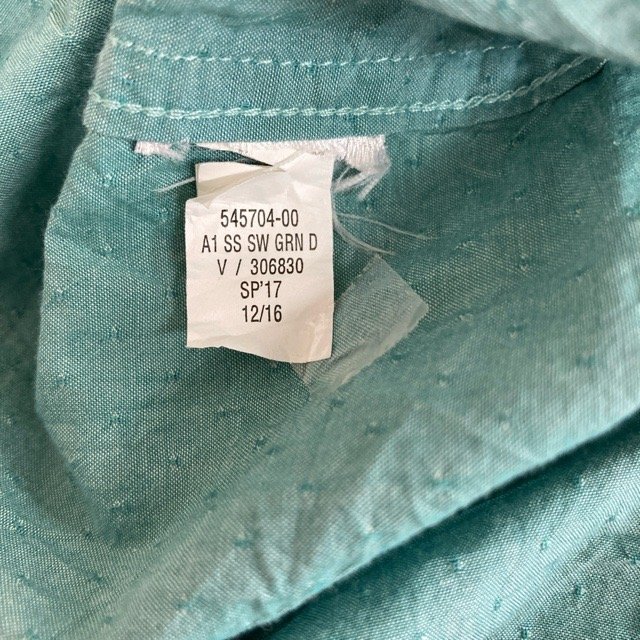 545704-00
A1 SS SW GRN D
V / 306830
SP'17
12/16